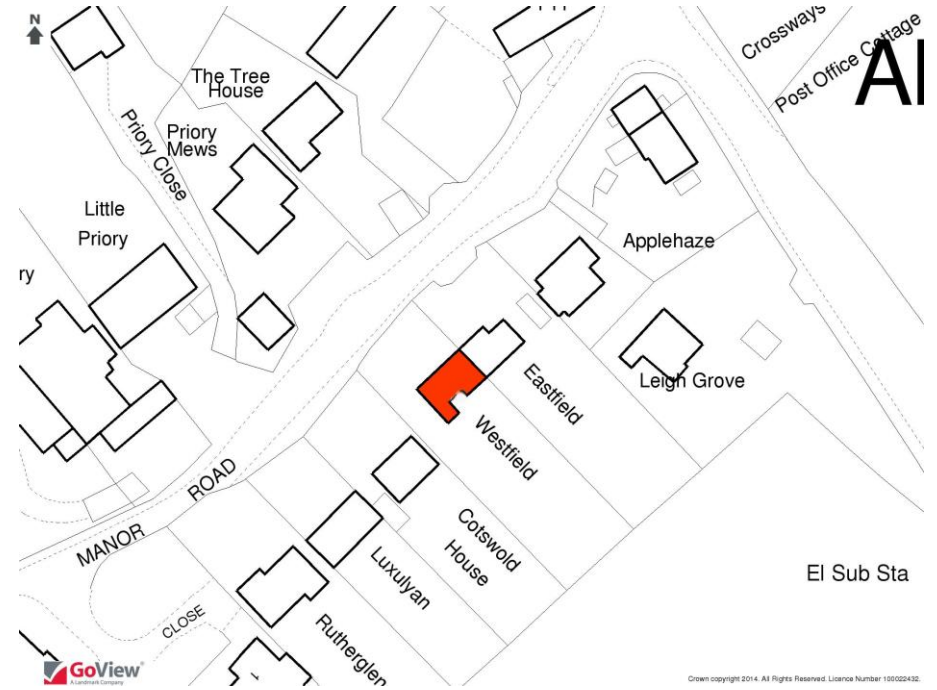 N
Crossways
Post Office Cottage
The Tree
House
Priory
Mews
Priory Close
Little
Priory
ry
Applehaze
Leigh Grove
Eastfield
Westfield
Cotswold
House
Luxulyan
Rutherglen
MANOR ROAD
CLOSE
El Sub Sta
GoView
A Landmark Company
Crown copyright 2014. All Rights Reserved. Licence Number 100022432.